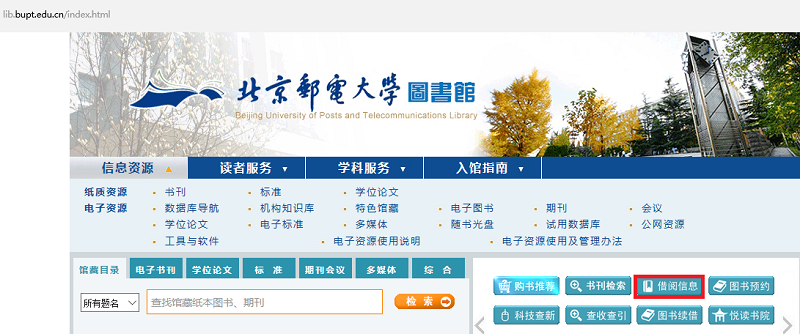 lib.bupt.edu.cn/index.html
北京郵電大學圖書館
Beijing University of Posts and Telecommunications Library
信息资源 读者服务 学科服务 入馆指南
纸质资源 书刊 标准 学位论文
电子资源 数据库导航 机构知识库 特色馆藏 电子图书 期刊 会议
学位论文 电子标准 多媒体 随书光盘 试用数据库 公网资源
工具与软件 电子资源使用说明 电子资源使用及管理办法
馆藏目录 电子书刊 学位论文 标 准 期刊会议 多媒体 综 合
所有题名 查找馆藏纸本图书、期刊 检 索
购书推荐 书刊检索 借阅信息 图书预约
科技查新 查收查引 图书续借 悦读书院